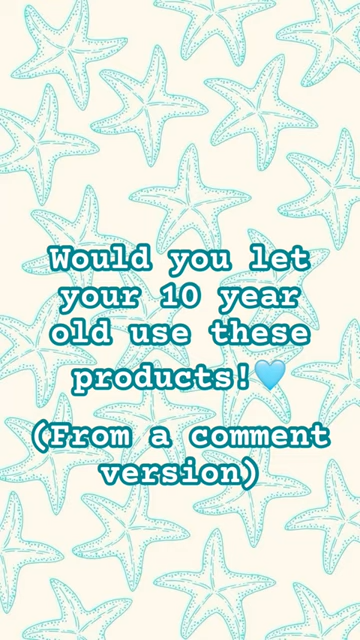 Would you let
your 10 year
old use these
products!🩵
(From a comment
version)